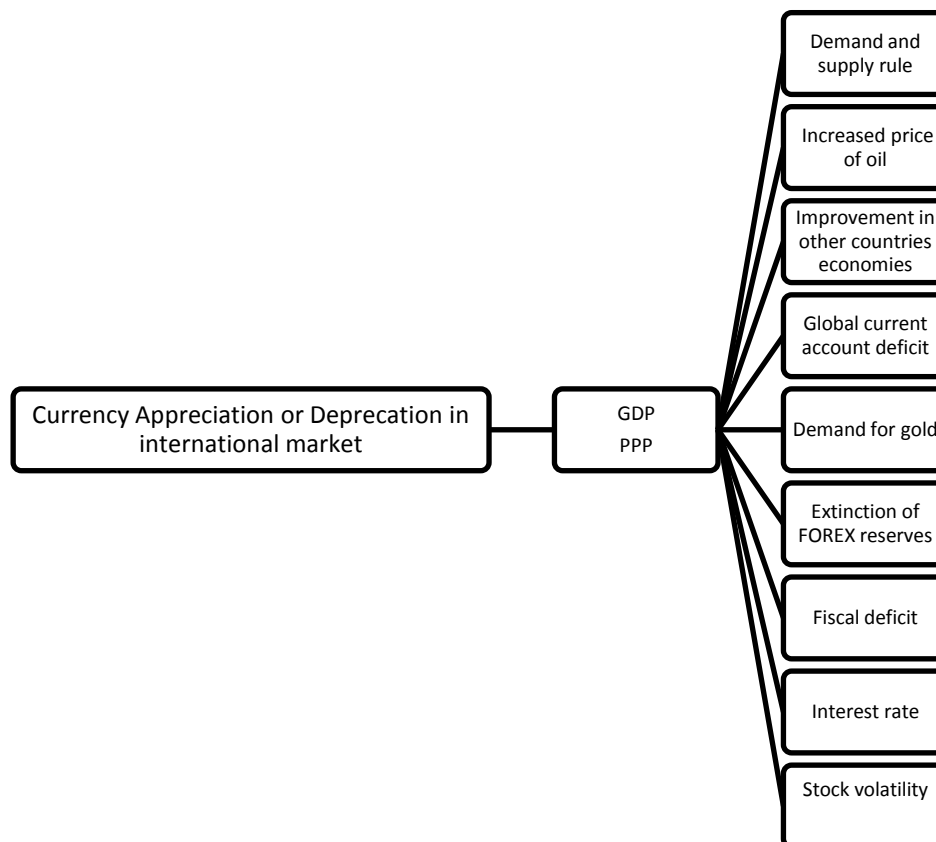 Demand and
supply rule
Increased price
of oil
Improvement in
other countries
economies
Global current
account deficit
Currency Appreciation or Deprecation in
international market
GDP
PPP
Demand for gold
Extinction of
FOREX reserves
Fiscal deficit
Interest rate
Stock volatility